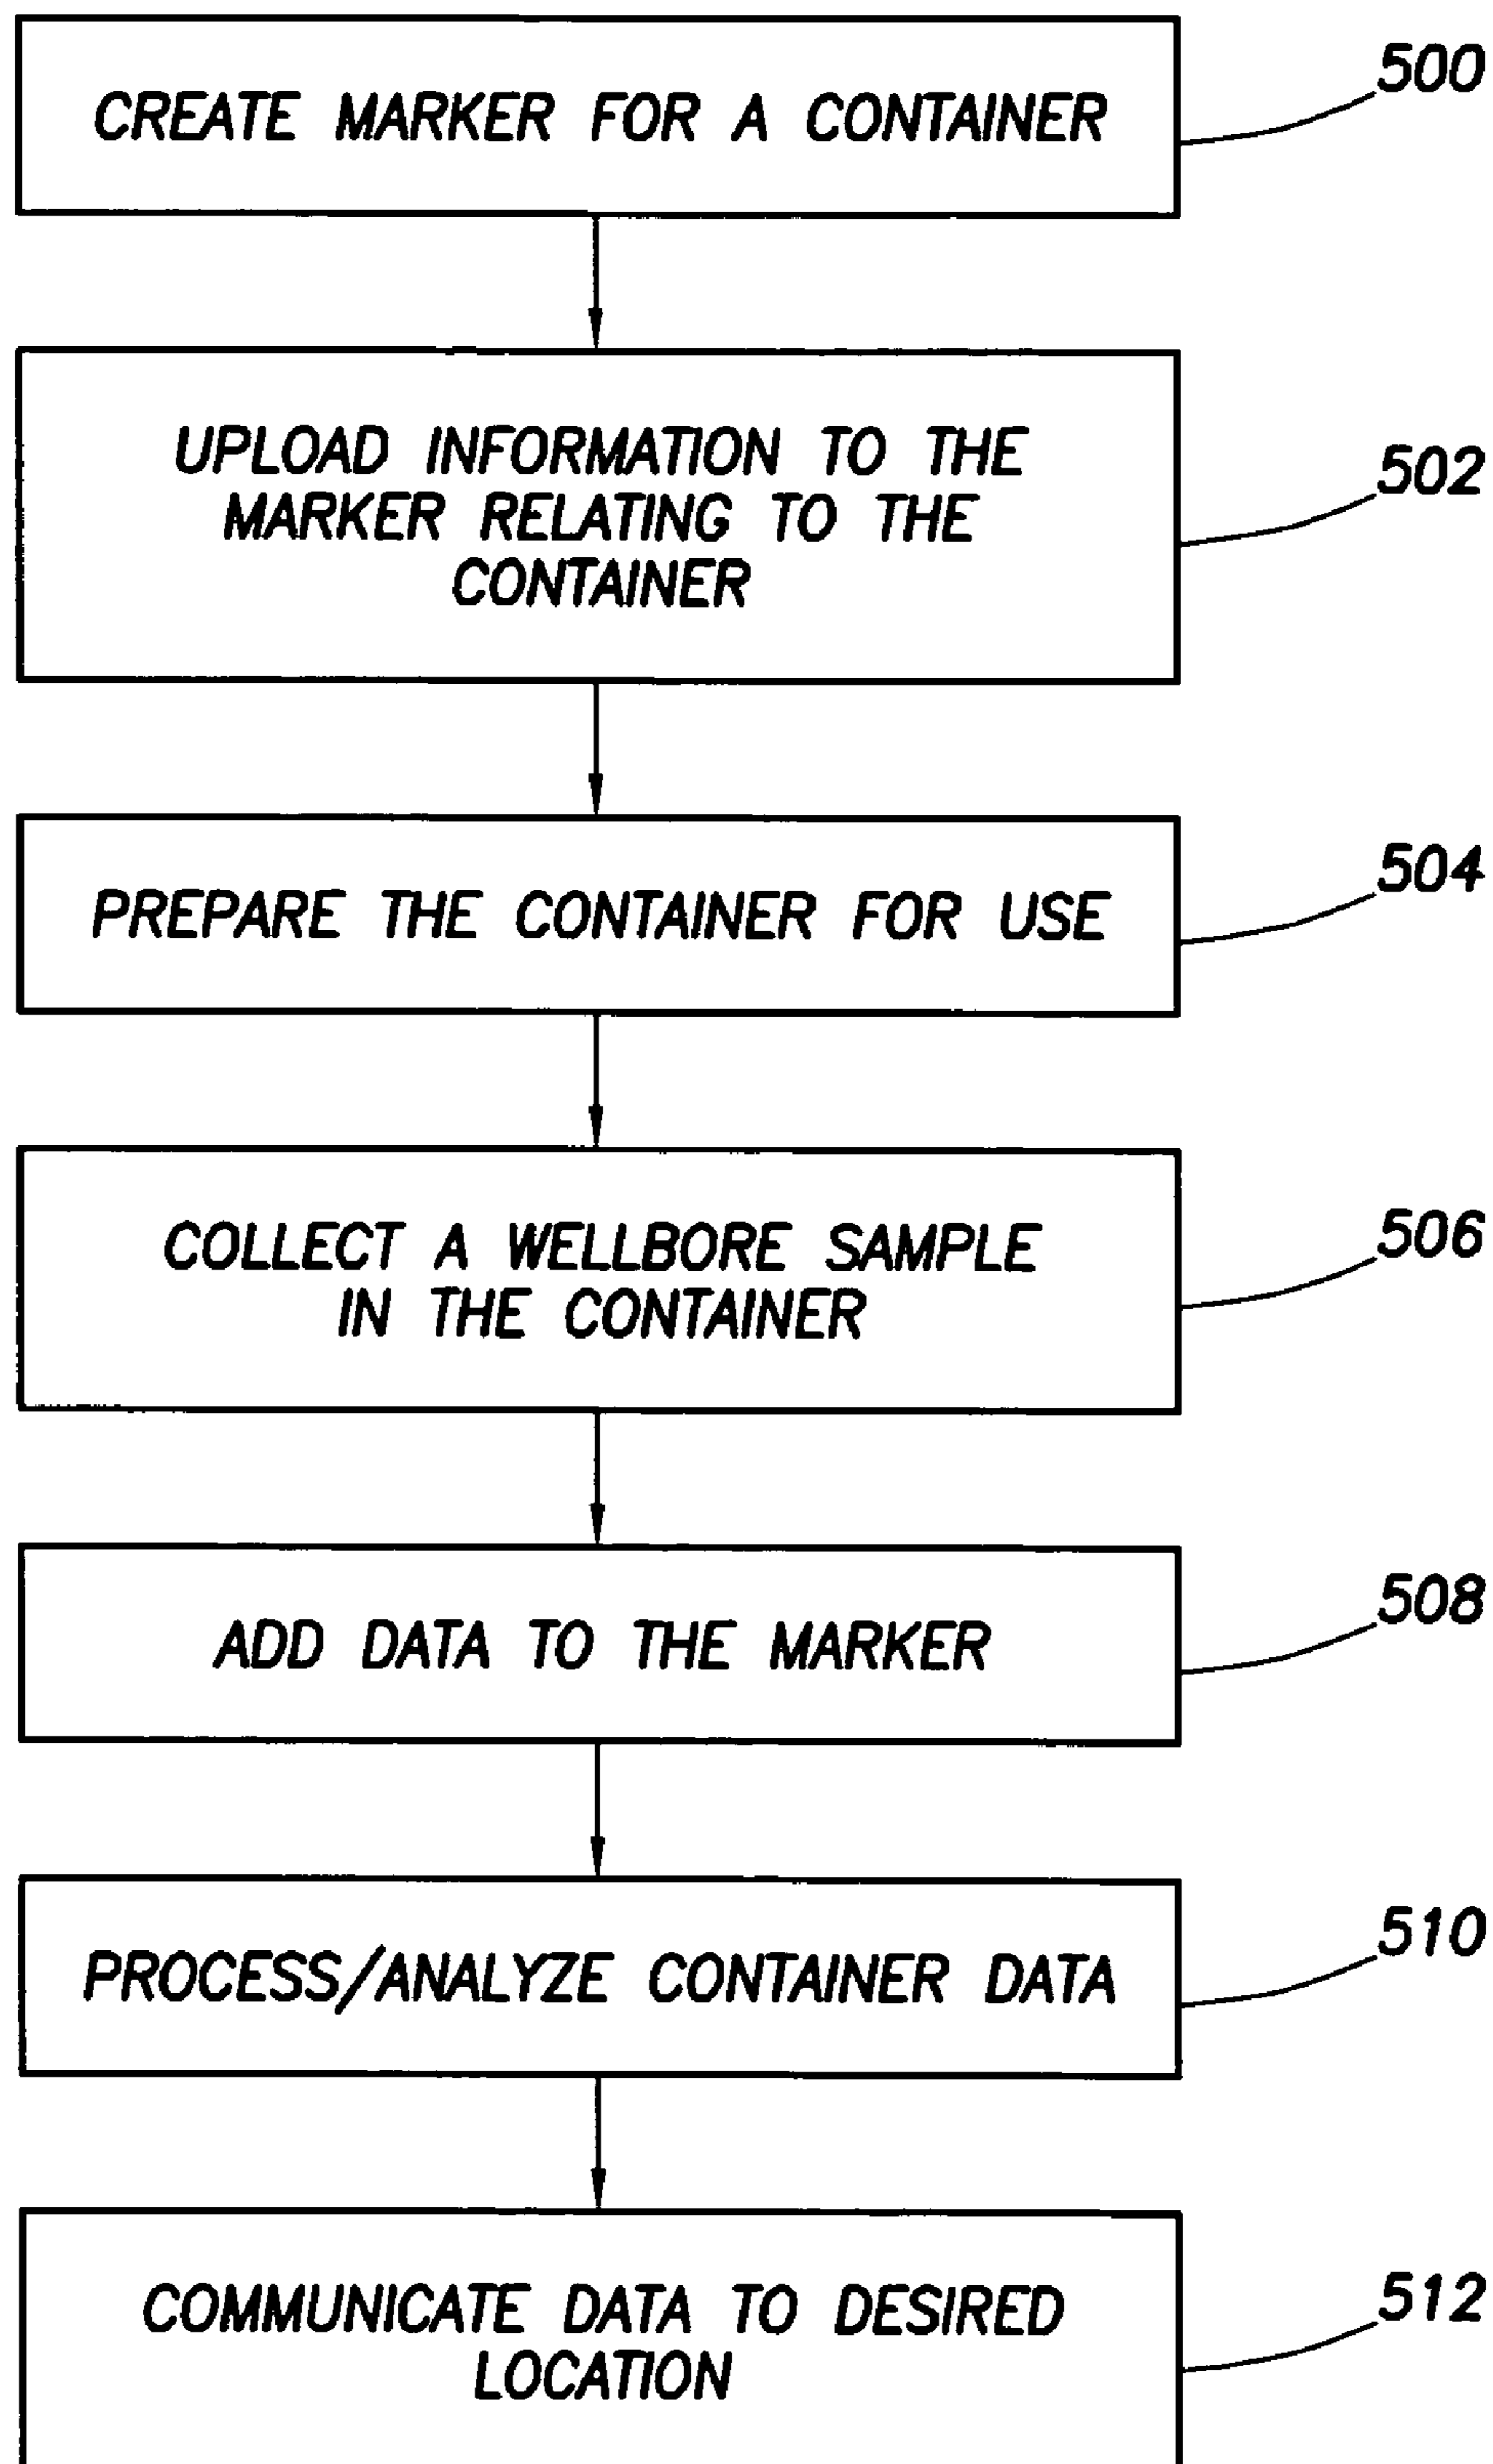 CREATE MARKER FOR A CONTAINER
500
UPLOAD INFORMATION TO THE
MARKER RELATING TO THE
CONTAINER
502
PREPARE THE CONTAINER FOR USE
504
COLLECT A WELLBORE SAMPLE
IN THE CONTAINER
506
ADD DATA TO THE MARKER
508
PROCESS/ANALYZE CONTAINER DATA
510
COMMUNICATE DATA TO DESIRED
LOCATION
512